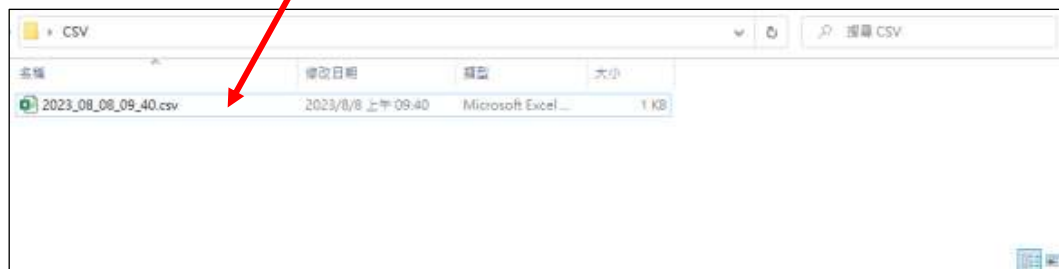 CSV
搜尋 CSV
名稱 修改日期 類型 大小
2023_08_08_09_40.csv 2023/8/8 上午 09:40 Microsoft Excel ... 1 KB